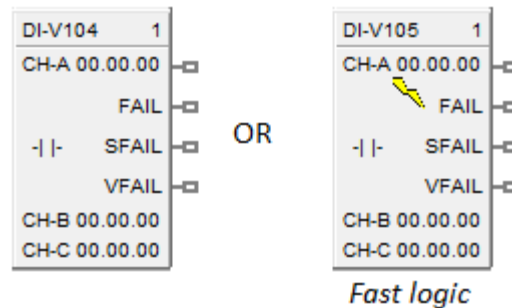 DI-V104 1
CH-A 00.00.00
FAIL
-| |- SFAIL
VFAIL
CH-B 00.00.00
CH-C 00.00.00
OR
DI-V105 1
CH-A 00.00.00
FAIL
-| |- SFAIL
VFAIL
CH-B 00.00.00
CH-C 00.00.00
Fast logic